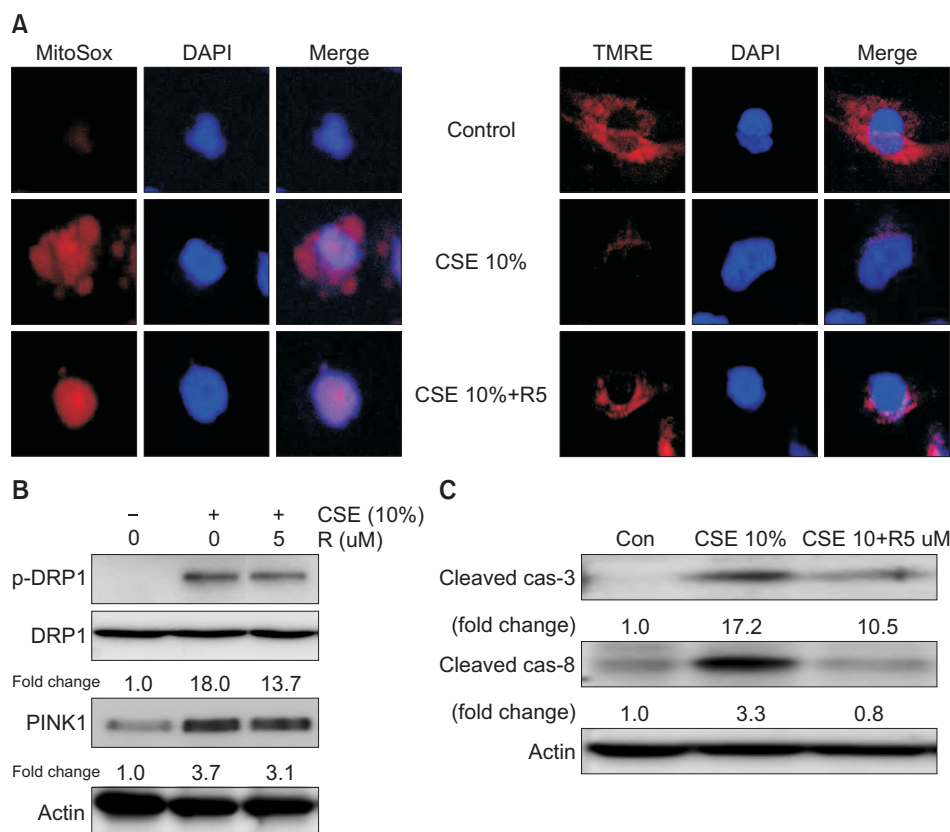 A
MitoSox DAPI Merge
TMRE DAPI Merge
Control
CSE 10%
CSE 10%+R5
B
– + + CSE (10%)
0 0 5 R (uM)
p-DRP1
DRP1
Fold change 1.0 18.0 13.7
PINK1
Fold change 1.0 3.7 3.1
Actin
C
Con CSE 10% CSE 10+R5 uM
Cleaved cas-3
(fold change) 1.0 17.2 10.5
Cleaved cas-8
(fold change) 1.0 3.3 0.8
Actin